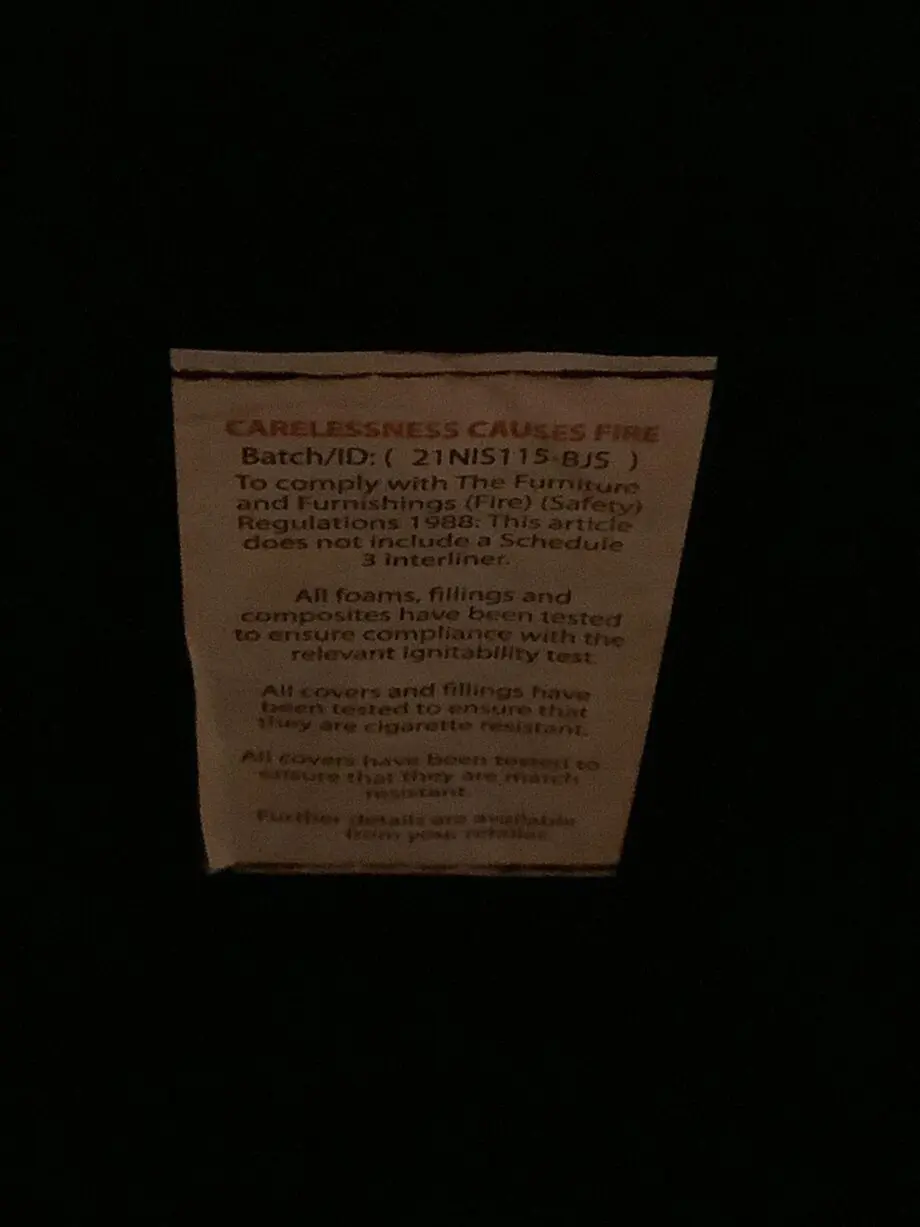 CARELESSNESS CAUSES FIRE
Batch/ID: ( 21NIS115-BJS )
To comply with The Furniture
and Furnishings (Fire) (Safety)
Regulations 1988: This article
does not include a Schedule
3 interliner.
All foams, fillings and
composites have been tested
to ensure compliance with the
relevant ignitability test.
All covers and fillings have
been tested to ensure that
they are cigarette resistant.
All covers have been tested to
ensure that they are match
resistant.
Further details are available
from your retailer.